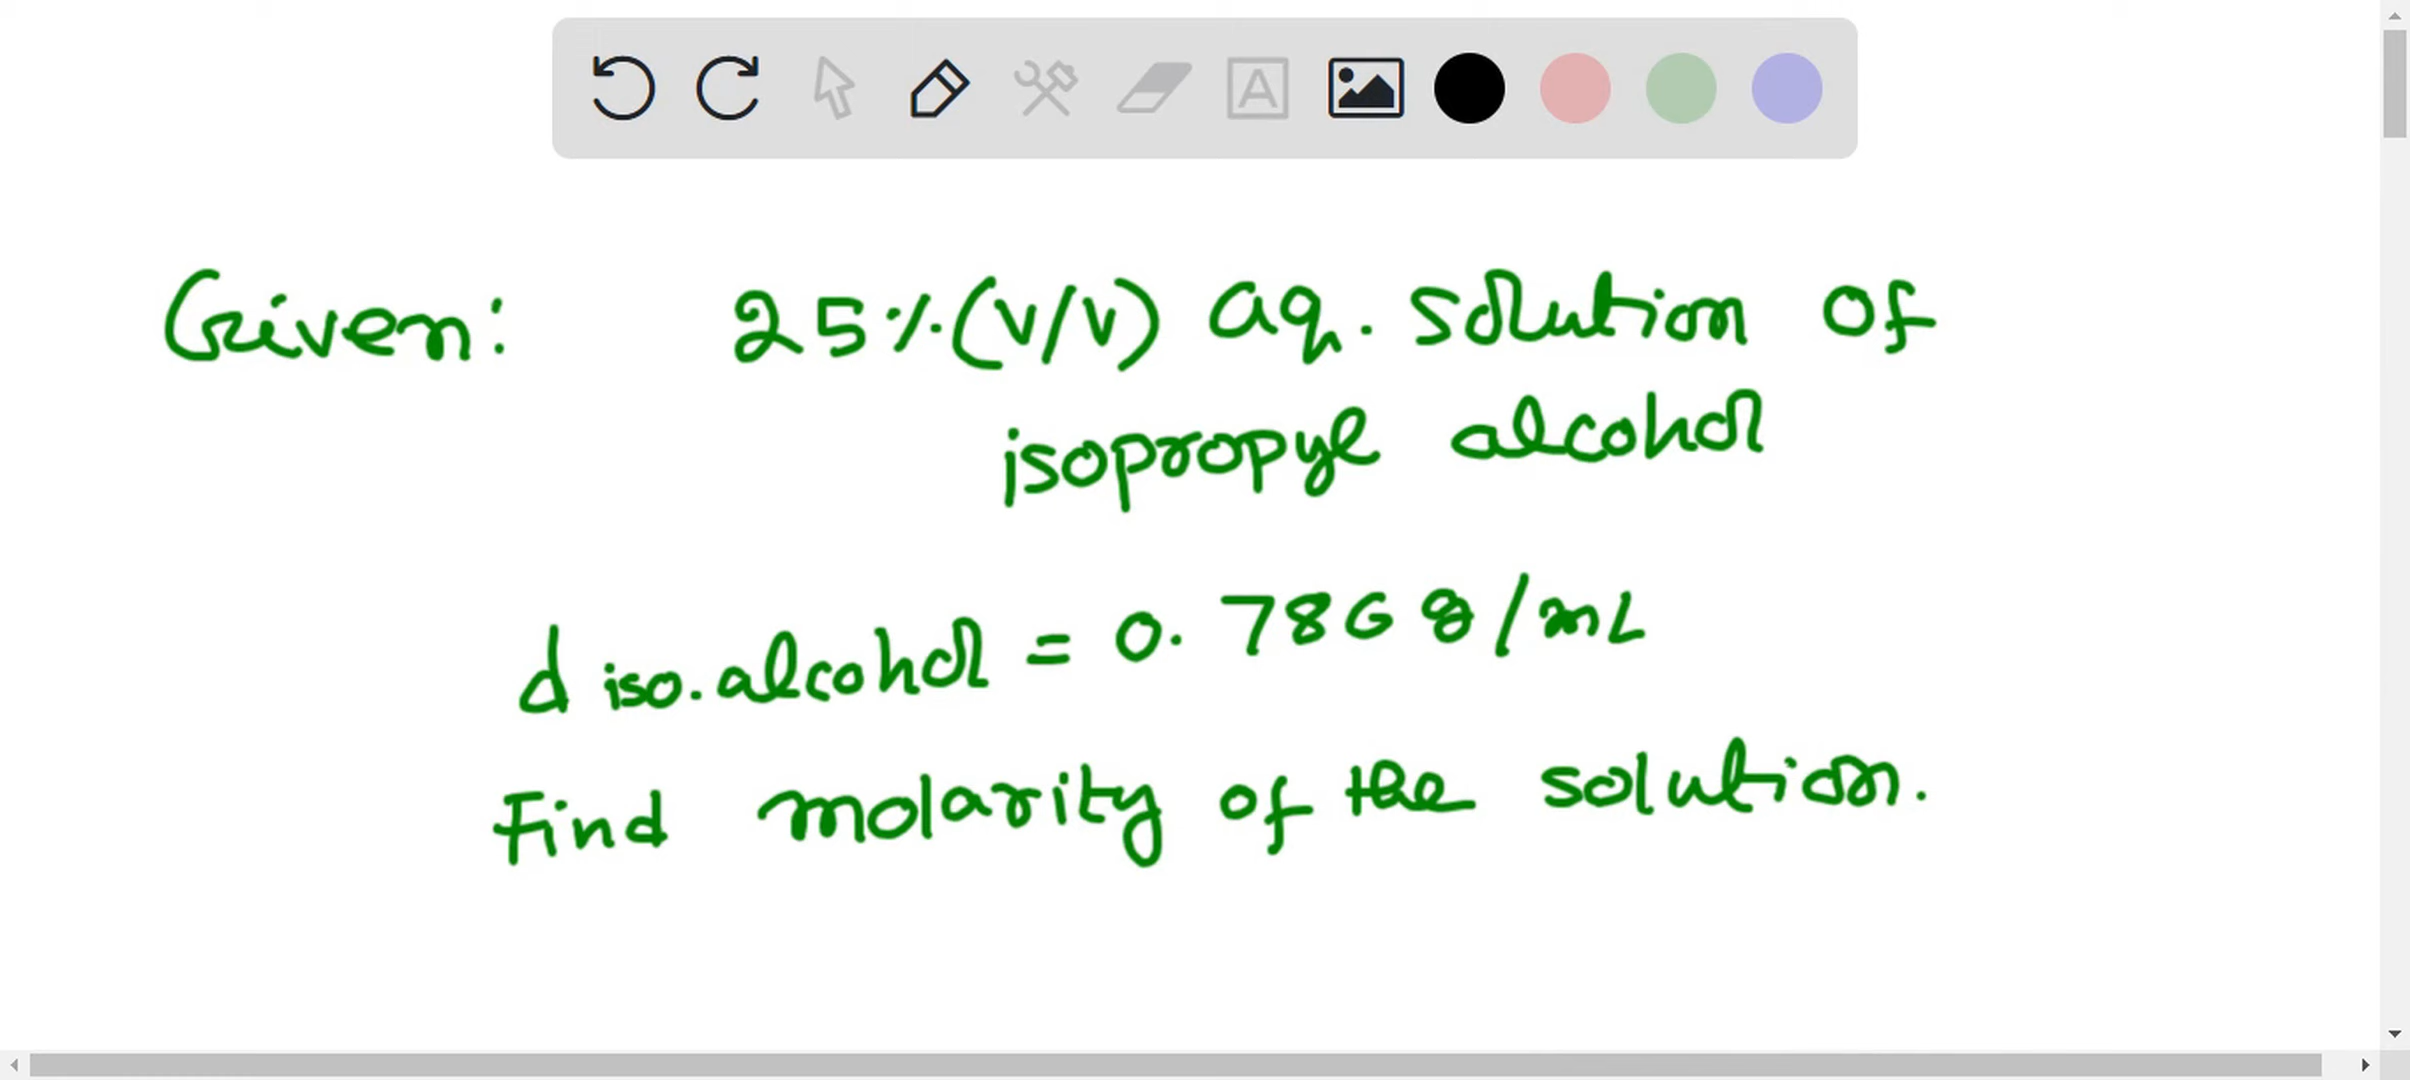 A
Given: 25%(v/v) aq. solution of
isopropyl alcohol
d iso.alcohol = 0.786 g/mL
Find molarity of the solution.